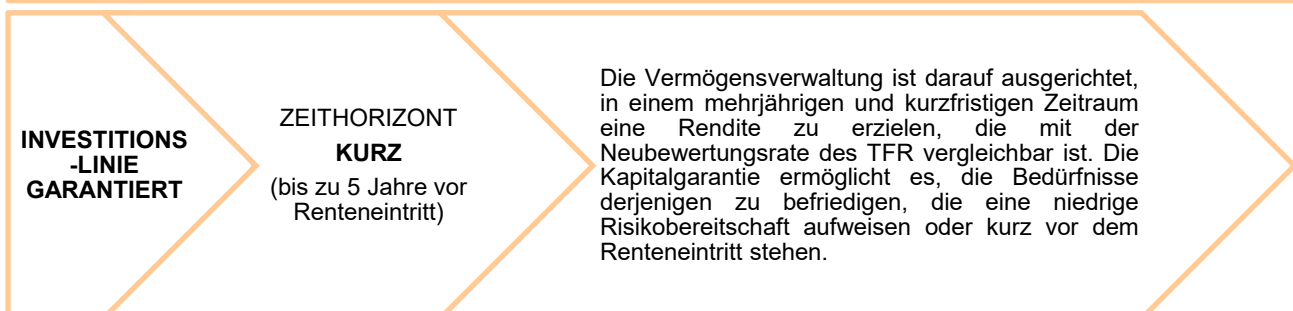 INVESTITIONS
-LINIE
GARANTIERT
ZEITHORIZONT
KURZ
(bis zu 5 Jahre vor
Renteneintritt)
Die Vermögensverwaltung ist darauf ausgerichtet,
in einem mehrjährigen und kurzfristigen Zeitraum
eine Rendite zu erzielen, die mit der
Neubewertungsrate des TFR vergleichbar ist. Die
Kapitalgarantie ermöglicht es, die Bedürfnisse
derjenigen zu befriedigen, die eine niedrige
Risikobereitschaft aufweisen oder kurz vor dem
Renteneintritt stehen.